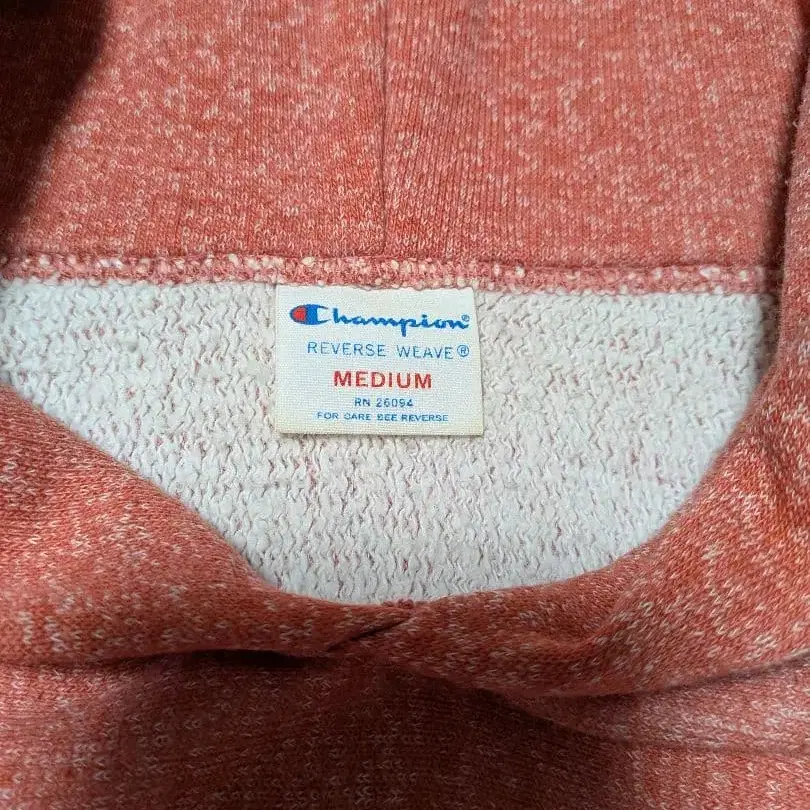 Champion®
REVERSE WEAVE®
MEDIUM
RN 26094
FOR CARE SEE REVERSE